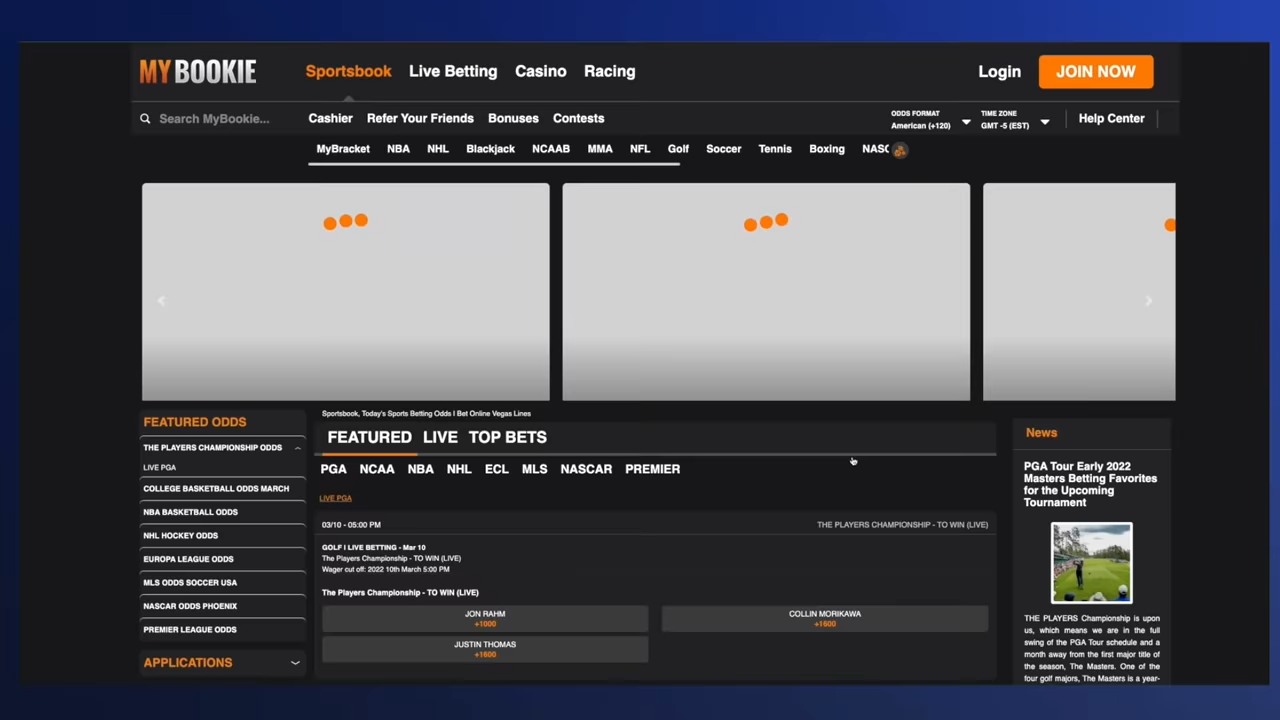 MYBOOKIE
Sportsbook Live Betting Casino Racing
Login
JOIN NOW
Search MyBookie...
Cashier Refer Your Friends Bonuses Contests
ODDS FORMAT
American (+120)
TIME ZONE
GMT -5 (EST)
Help Center
MyBracket NBA NHL Blackjack NCAAB MMA NFL Golf Soccer Tennis Boxing NASC
FEATURED ODDS
THE PLAYERS CHAMPIONSHIP ODDS
LIVE PGA
COLLEGE BASKETBALL ODDS MARCH
NBA BASKETBALL ODDS
NHL HOCKEY ODDS
EUROPA LEAGUE ODDS
MLS ODDS SOCCER USA
NASCAR ODDS PHOENIX
PREMIER LEAGUE ODDS
APPLICATIONS
Sportsbook, Today's Sports Betting Odds | Bet Online Vegas Lines
FEATURED LIVE TOP BETS
PGA NCAA NBA NHL ECL MLS NASCAR PREMIER
LIVE PGA
03/10 - 05:00 PM
THE PLAYERS CHAMPIONSHIP - TO WIN (LIVE)
GOLF | LIVE BETTING - Mar 10
The Players Championship - TO WIN (LIVE)
Wager cut off: 2022 10th March 5:00 PM
The Players Championship - TO WIN (LIVE)
JON RAHM
+1000
COLLIN MORIKAWA
+1600
JUSTIN THOMAS
+1600
News
PGA Tour Early 2022
Masters Betting Favorites
for the Upcoming
Tournament
THE PLAYERS Championship is upon
us, which means we are in the full
swing of the PGA Tour schedule and a
month away from the first major title of
the season, The Masters. One of the
four golf majors, The Masters is a year-